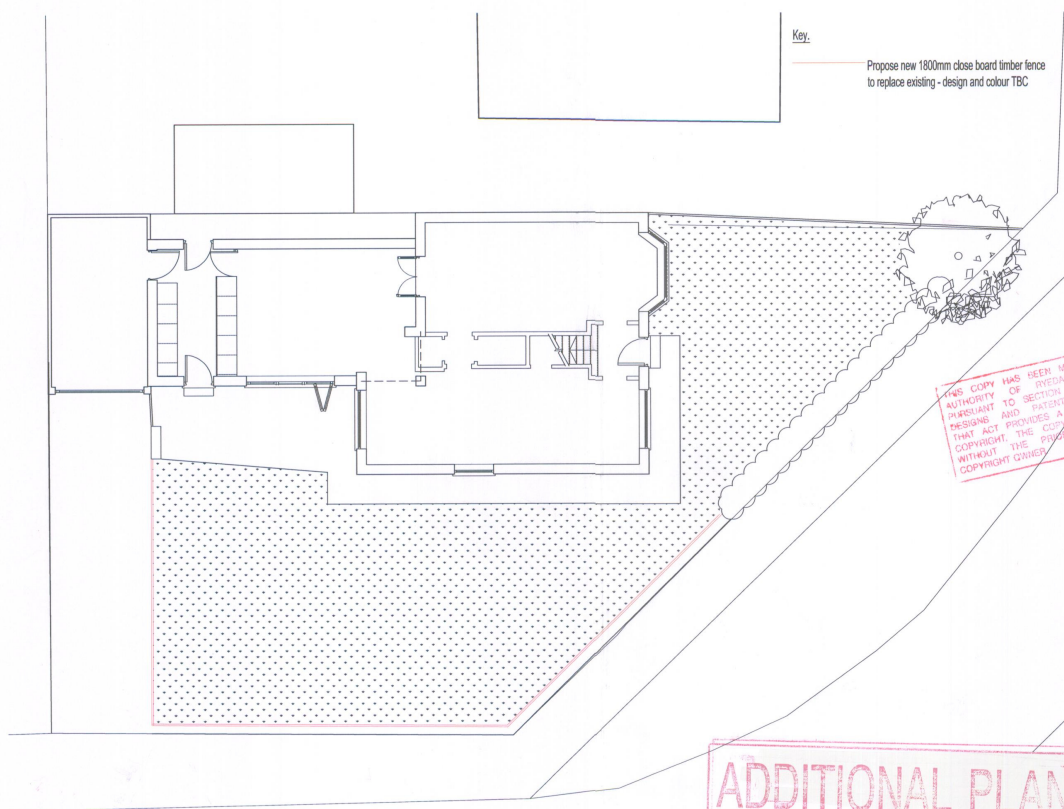 Key.
Propose new 1800mm close board timber fence
to replace existing - design and colour TBC
THIS COPY HAS BEEN M
AUTHORITY OF RYEDA
PURSUANT TO SECTION
DESIGNS AND PATENT
THAT ACT PROVIDES A
COPYRIGHT. THE COP
WITHOUT THE PRI
COPYRIGHT OWNER
ADDITIONAL PLAN